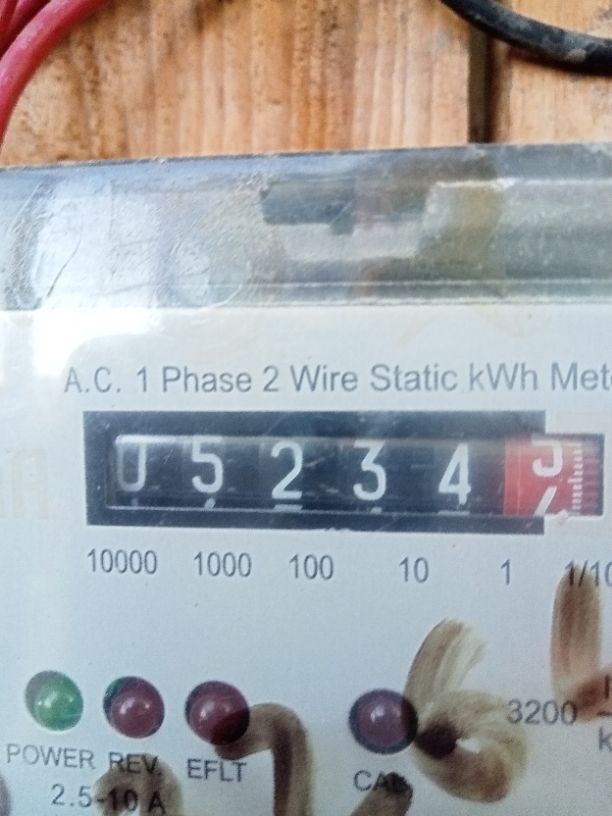 A.C. 1 Phase 2 Wire Static kWh Met
0 5 2 3 4
10000 1000 100 10 1 1/10
3200
POWER REV. EFLT CAL
2.5-10 A